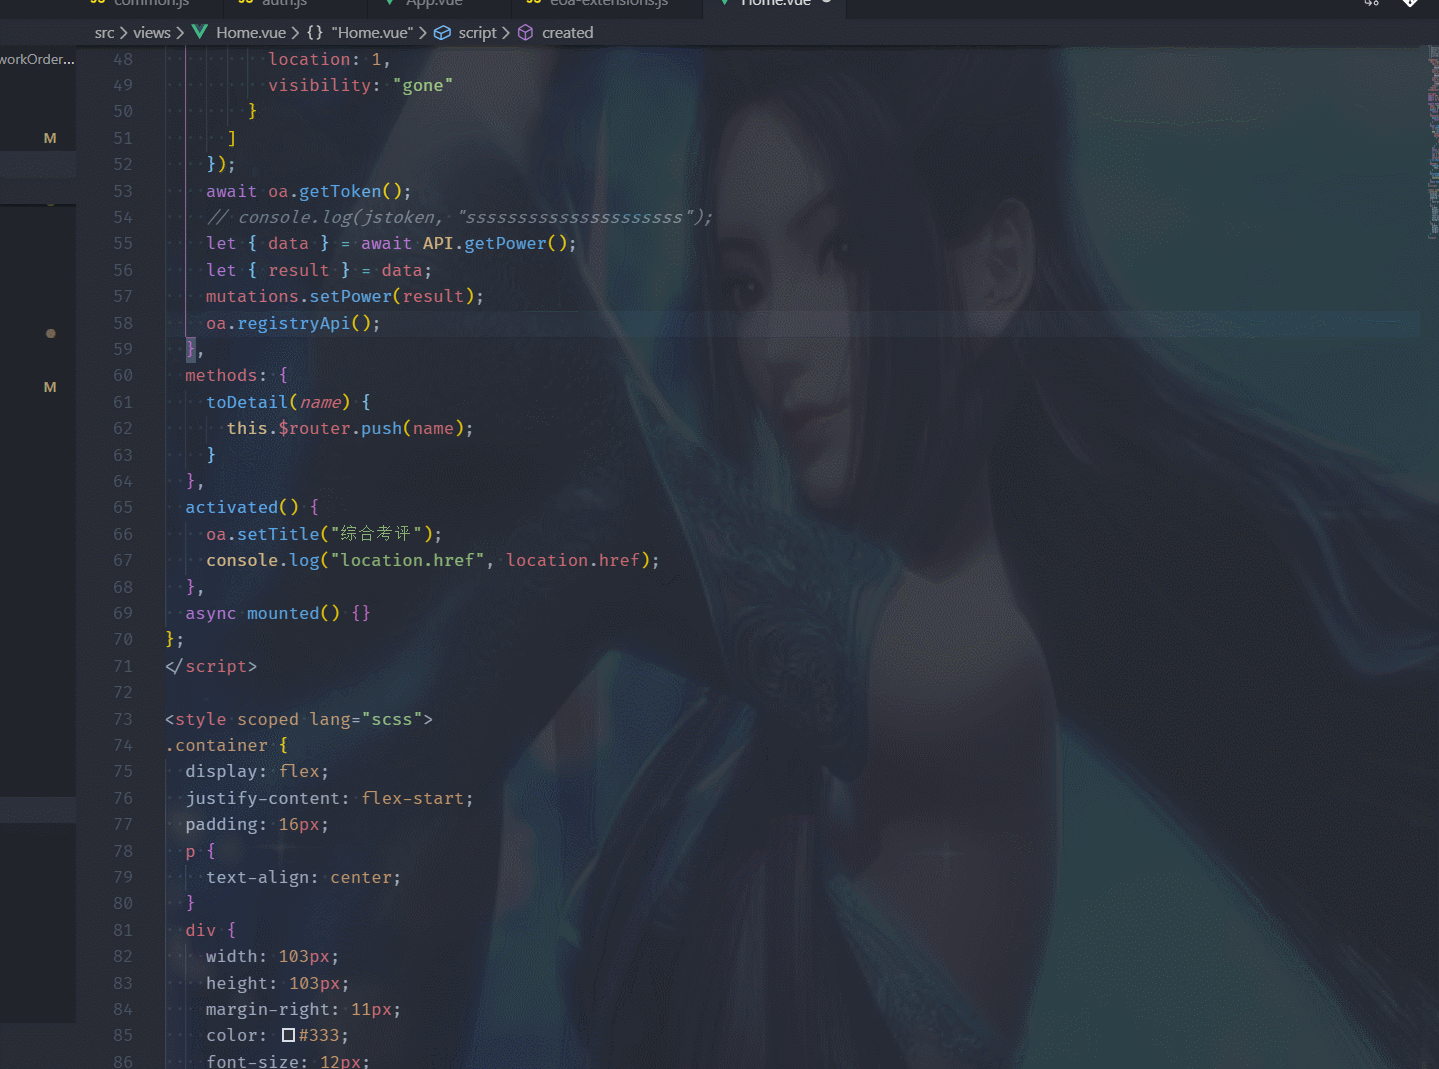 common.js auth.js App.vue eoa-extensions.js Home.vue
src > views > Home.vue > {} "Home.vue" > script > created
workOrder...
48 location: 1,
49 visibility: "gone"
50 }
M
51 ]
52 });
53 await oa.getToken();
54 // console.log(jstoken, "sssssssssssssssssssss");
55 let { data } = await API.getPower();
56 let { result } = data;
57 mutations.setPower(result);
58 oa.registryApi();
59 },
60 methods: {
M
61 toDetail(name) {
62 this.$router.push(name);
63 }
64 },
65 activated() {
66 oa.setTitle("综合考评");
67 console.log("location.href", location.href);
68 },
69 async mounted() {}
70 };
71 </script>
72
73 <style scoped lang="scss">
74 .container {
75 display: flex;
76 justify-content: flex-start;
77 padding: 16px;
78 p {
79 text-align: center;
80 }
81 div {
82 width: 103px;
83 height: 103px;
84 margin-right: 11px;
85 color: #333;
86 font-size: 12px;